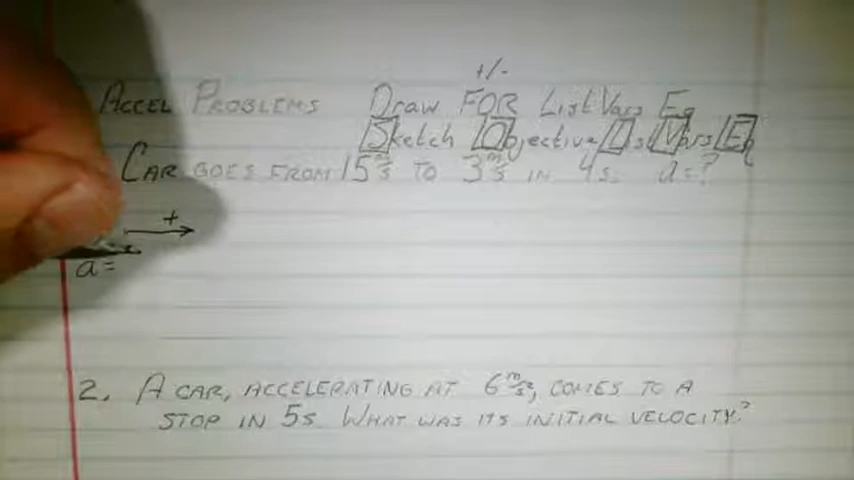 +/-
ACCEL PROBLEMS Draw FOR List Vars Eq
Sketch Objective List Vars Eq
CAR GOES FROM 15 m/s TO 3 m/s IN 4s. a=?
+
a=
2. A CAR, ACCELERATING AT 6 m/s², COMES TO A
STOP IN 5s. WHAT WAS ITS INITIAL VELOCITY?